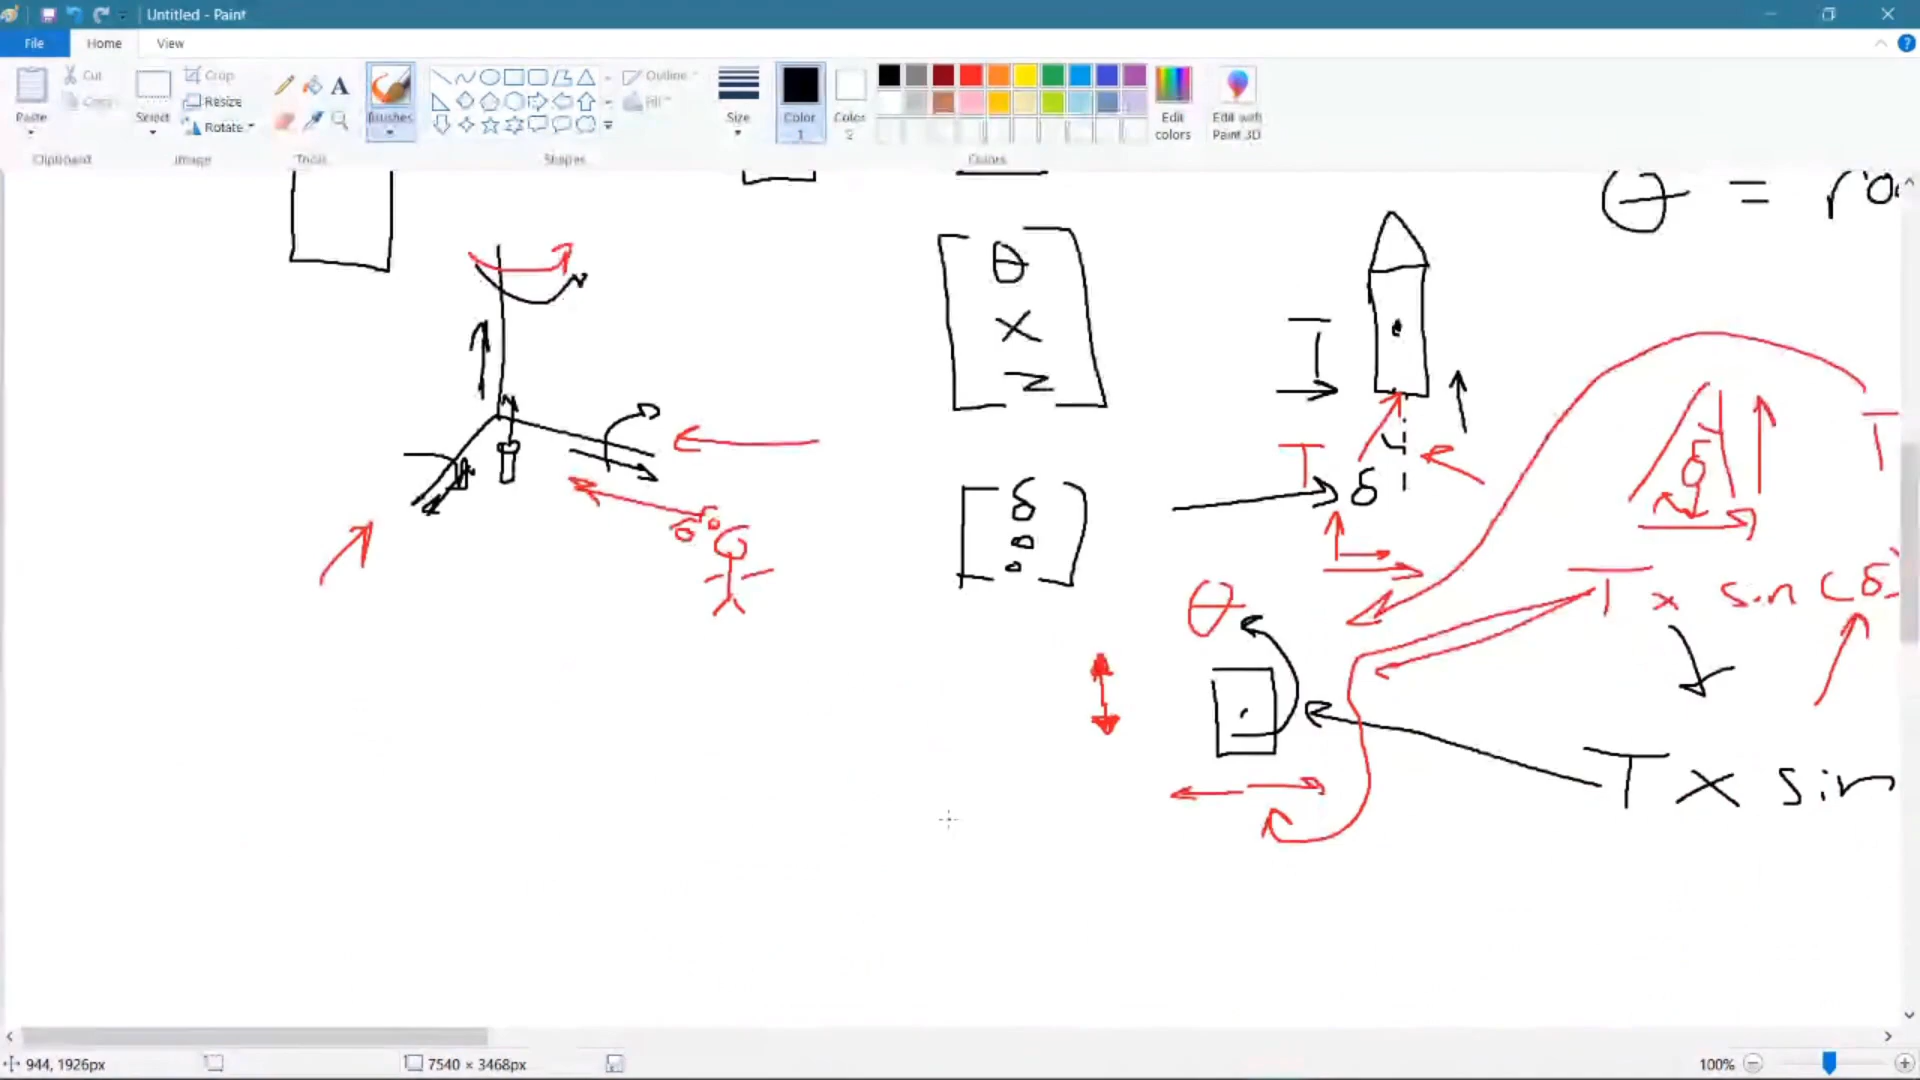 Untitled - Paint
File
Home
View
Paste
Cut
Copy
Clipboard
Select
Crop
Resize
Rotate
Image
A
Tools
Brushes
Outline
Fill
Shapes
Size
Color
1
Color
2
Edit
colors
Edit with
Paint 3D
Colors
θ =
θ
x
z
δ
T
T
δ
δ
T
δ
θ
T x sin (δ)
T x sin
944, 1926px
7540 × 3468px
100%